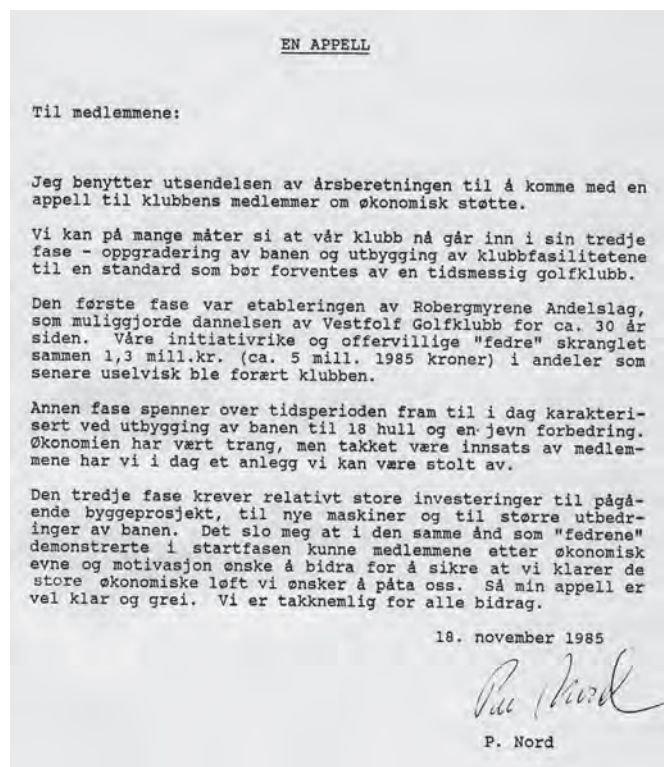 EN APPELL
Til medlemmene:
Jeg benytter utsendelsen av årsberetningen til å komme med en
appell til klubbens medlemmer om økonomisk støtte.
Vi kan på mange måter si at vår klubb nå går inn i sin tredje
fase - oppgradering av banen og utbygging av klubbfasilitetene
til en standard som bør forventes av en tidsmessig golfklubb.
Den første fase var etableringen av Robergmyrene Andelslag,
som muliggjorde dannelsen av Vestfold Golfklubb for ca. 30 år
siden. Våre initiativrike og offervillige "fedre" skranglet
sammen 1,3 mill.kr. (ca. 5 mill. 1985 kroner) i andeler som
senere uselvisk ble forært klubben.
Annen fase spenner over tidsperioden fram til i dag karakteri-
sert ved utbygging av banen til 18 hull og en jevn forbedring.
Økonomien har vært trang, men takket være innsats av medlem-
mene har vi i dag et anlegg vi kan være stolt av.
Den tredje fase krever relativt store investeringer til pågå-
ende byggeprosjekt, til nye maskiner og til større utbedr-
inger av banen. Det slo meg at i den samme ånd som "fedrene"
demonstrerte i startfasen kunne medlemmene etter økonomisk
evne og motivasjon ønske å bidra for å sikre at vi klarer de
store økonomiske løft vi ønsker å påta oss. Så min appell er
vel klar og grei. Vi er takknemlig for alle bidrag.
18. november 1985
Nord
P. Nord